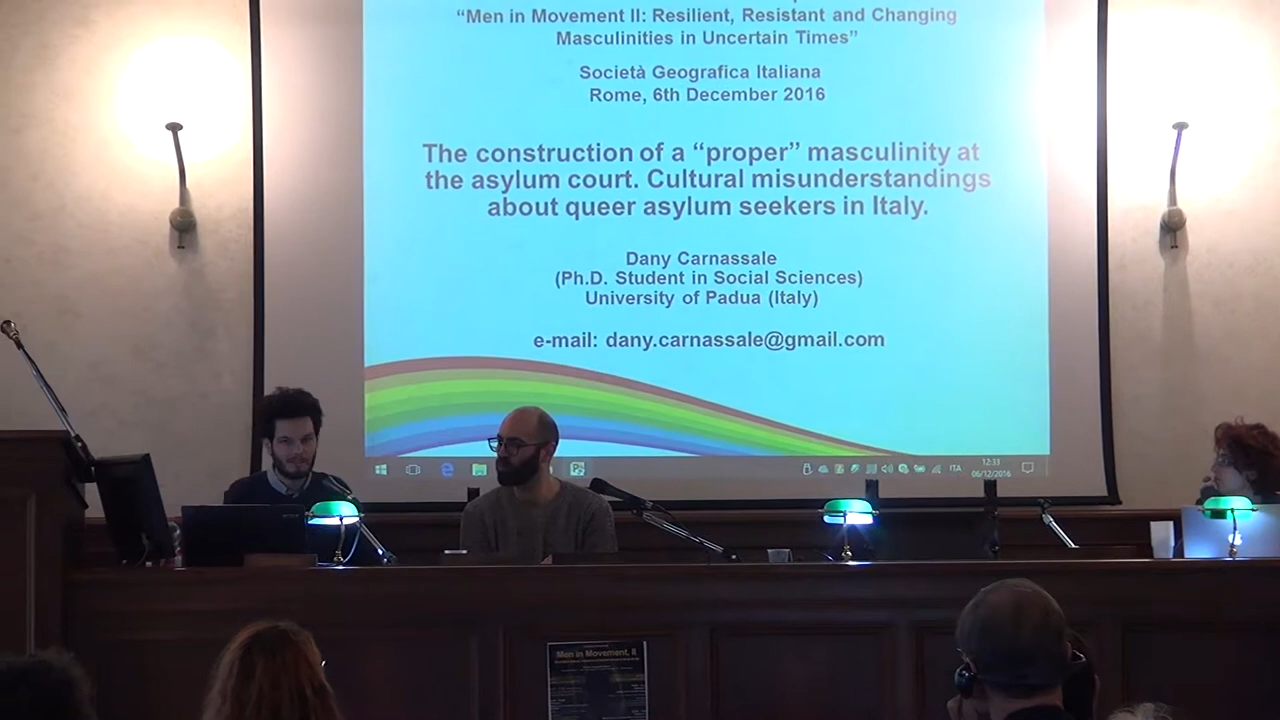 “Men in Movement II: Resilient, Resistant and Changing
Masculinities in Uncertain Times”
Società Geografica Italiana
Rome, 6th December 2016
The construction of a “proper” masculinity at
the asylum court. Cultural misunderstandings
about queer asylum seekers in Italy.
Dany Carnassale
(Ph.D. Student in Social Sciences)
University of Padua (Italy)
e-mail: dany.carnassale@gmail.com
ITA
12:33
06/12/2016
Men in Movement, II